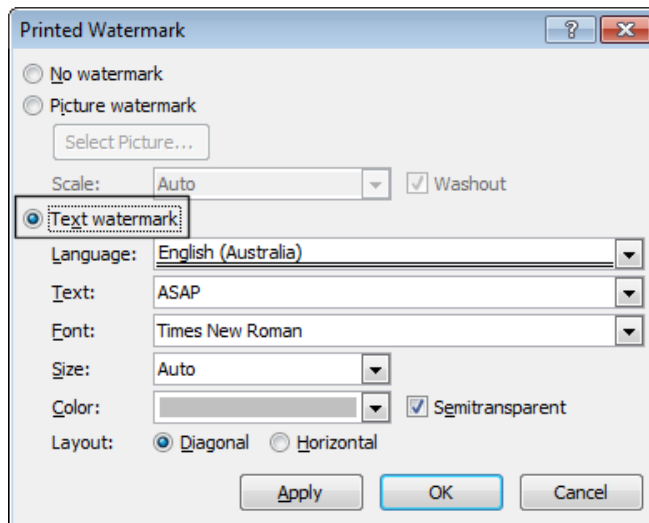 Printed Watermark
No watermark
Picture watermark
Select Picture...
Scale: Auto Washout
Text watermark
Language: English (Australia)
Text: ASAP
Font: Times New Roman
Size: Auto
Color: Semitransparent
Layout: Diagonal Horizontal
Apply OK Cancel